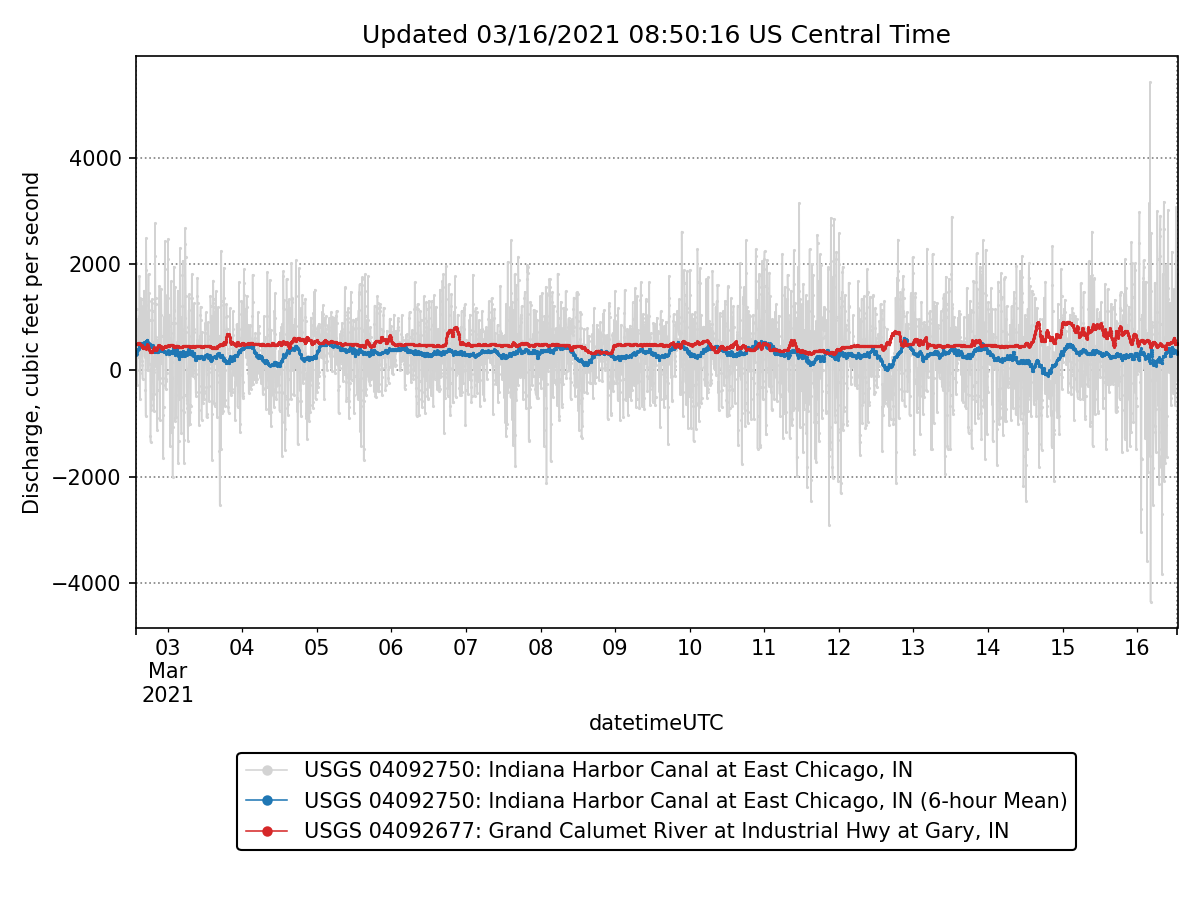 Updated 03/16/2021 08:50:16 US Central Time
Discharge, cubic feet per second
4000
2000
0
−2000
−4000
03 04 05 06 07 08 09 10 11 12 13 14 15 16
Mar
2021
datetimeUTC
USGS 04092750: Indiana Harbor Canal at East Chicago, IN
USGS 04092750: Indiana Harbor Canal at East Chicago, IN (6-hour Mean)
USGS 04092677: Grand Calumet River at Industrial Hwy at Gary, IN